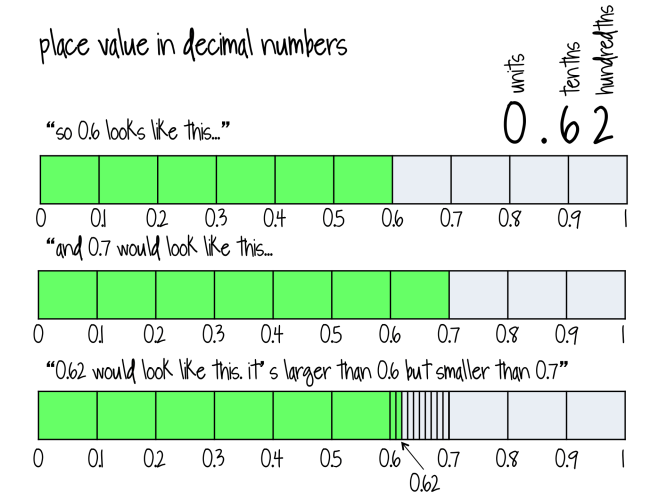 place value in decimal numbers
units
tenths
hundredths
0.62
“so 0.6 looks like this...”
0 0.1 0.2 0.3 0.4 0.5 0.6 0.7 0.8 0.9 1
“and 0.7 would look like this...
0 0.1 0.2 0.3 0.4 0.5 0.6 0.7 0.8 0.9 1
“0.62 would look like this. it’s larger than 0.6 but smaller than 0.7”
0 0.1 0.2 0.3 0.4 0.5 0.6 0.7 0.8 0.9 1
0.62